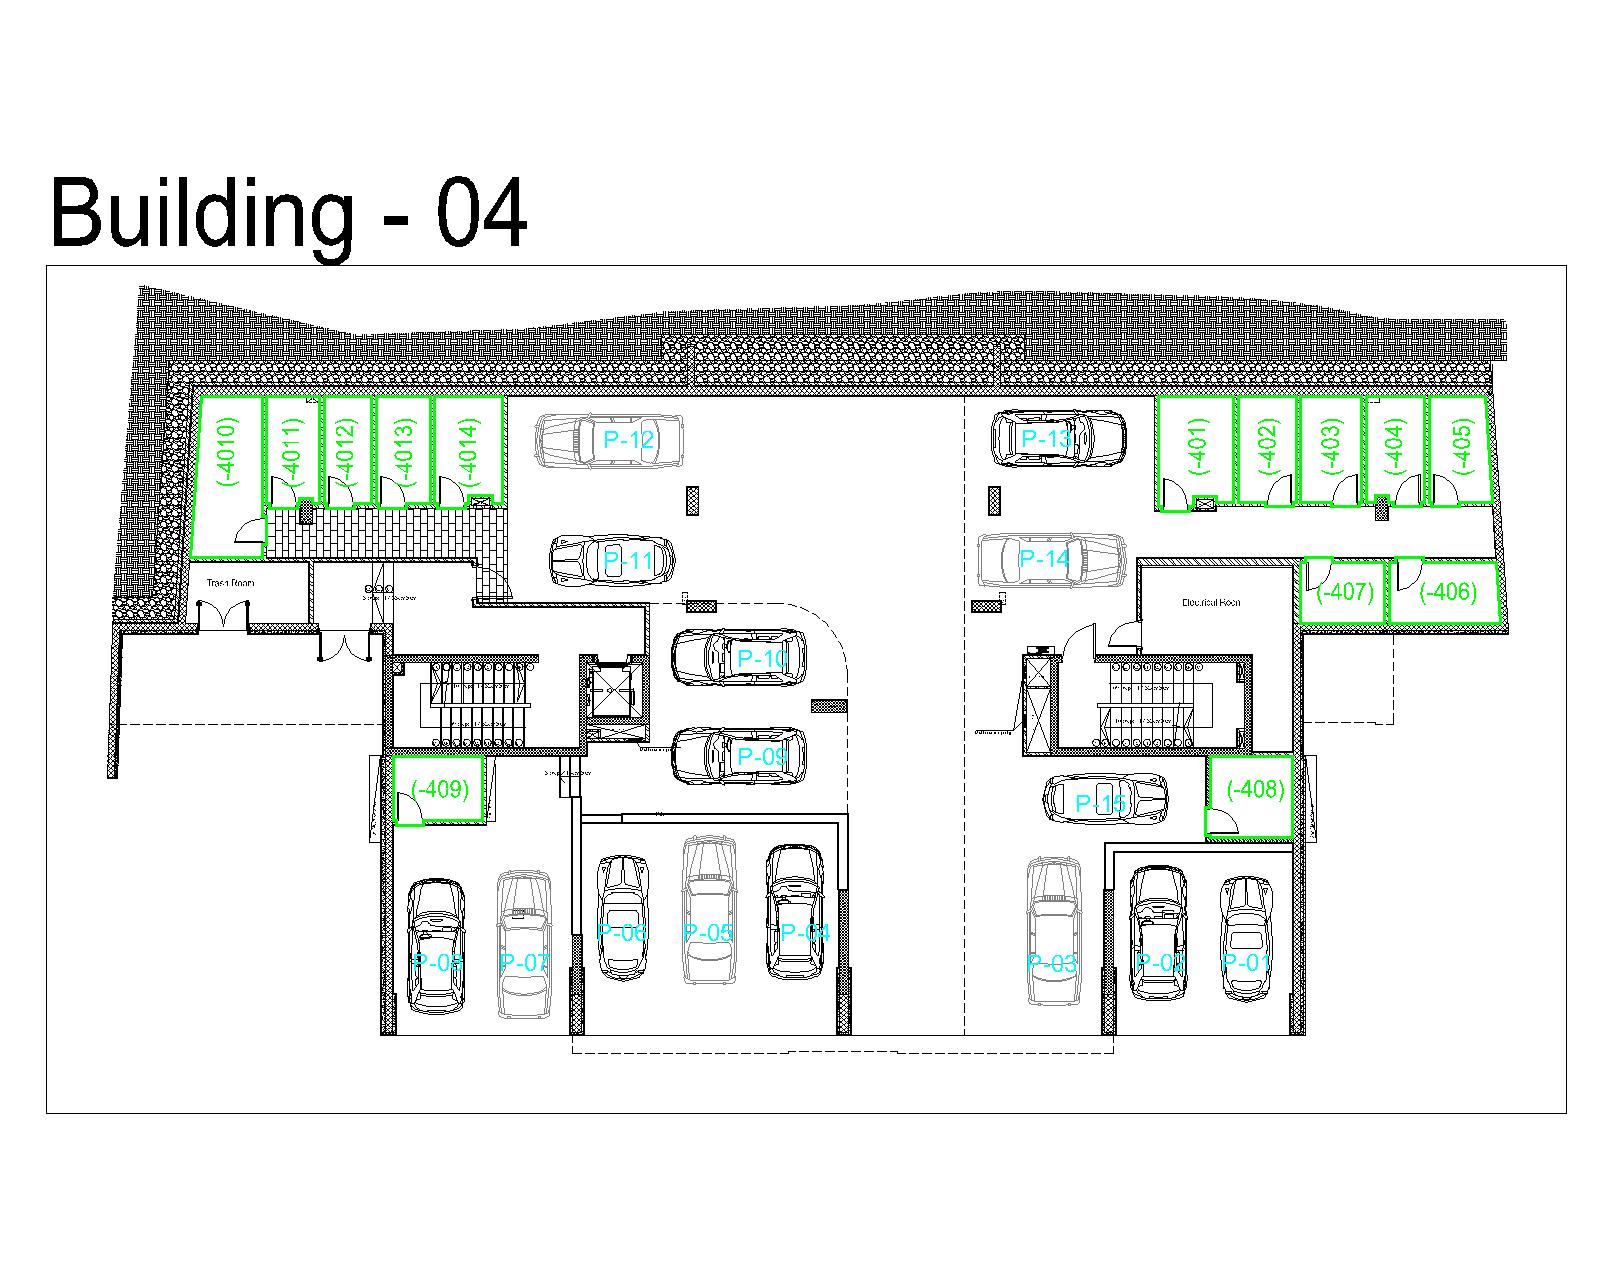 Building - 04
(-4010)
(-4011)
(-4012)
(-4013)
(-4014)
P-12
P-13
(-401)
(-402)
(-403)
(-404)
(-405)
P-11
P-14
Trash Room
Electrical Room
(-407)
(-406)
P-10
P-09
(-409)
P-15
(-408)
P-08
P-07
P-06
P-05
P-04
P-03
P-02
P-01